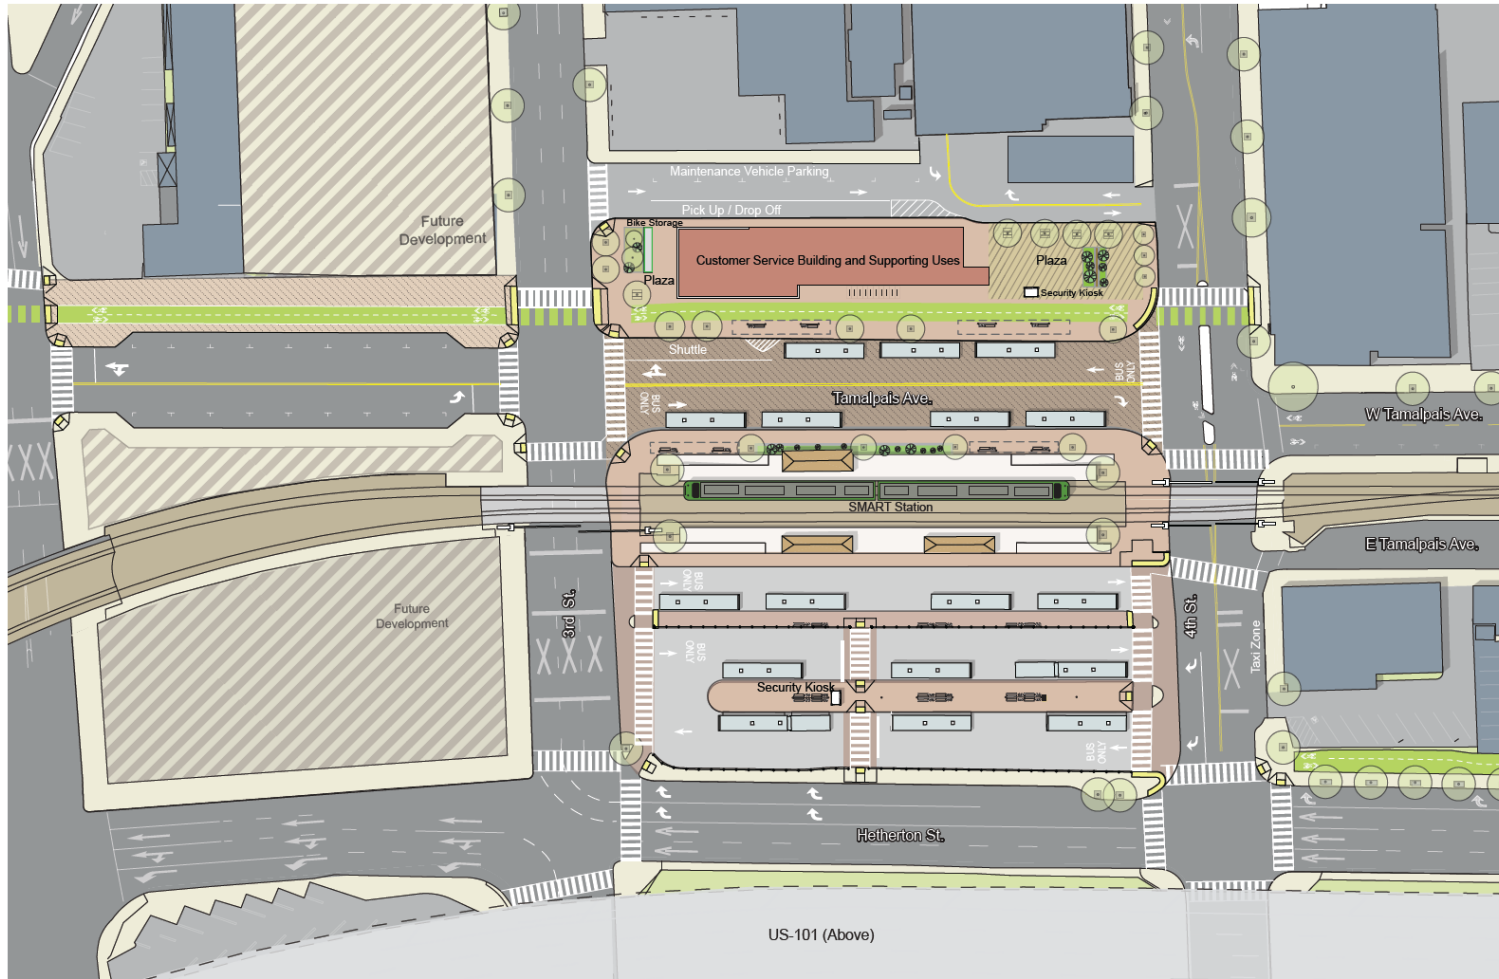 Maintenance Vehicle Parking
Pick Up / Drop Off
Bike Storage
Future
Development
Customer Service Building and Supporting Uses
Plaza
Plaza
Security Kiosk
Shuttle
BUS
ONLY
BUS
ONLY
Tamalpais Ave.
W Tamalpais Ave.
SMART Station
E Tamalpais Ave.
BUS
ONLY
3rd St.
Future
Development
4th St.
Taxi Zone
BUS
ONLY
Security Kiosk
BUS
ONLY
Hetherton St.
US-101 (Above)